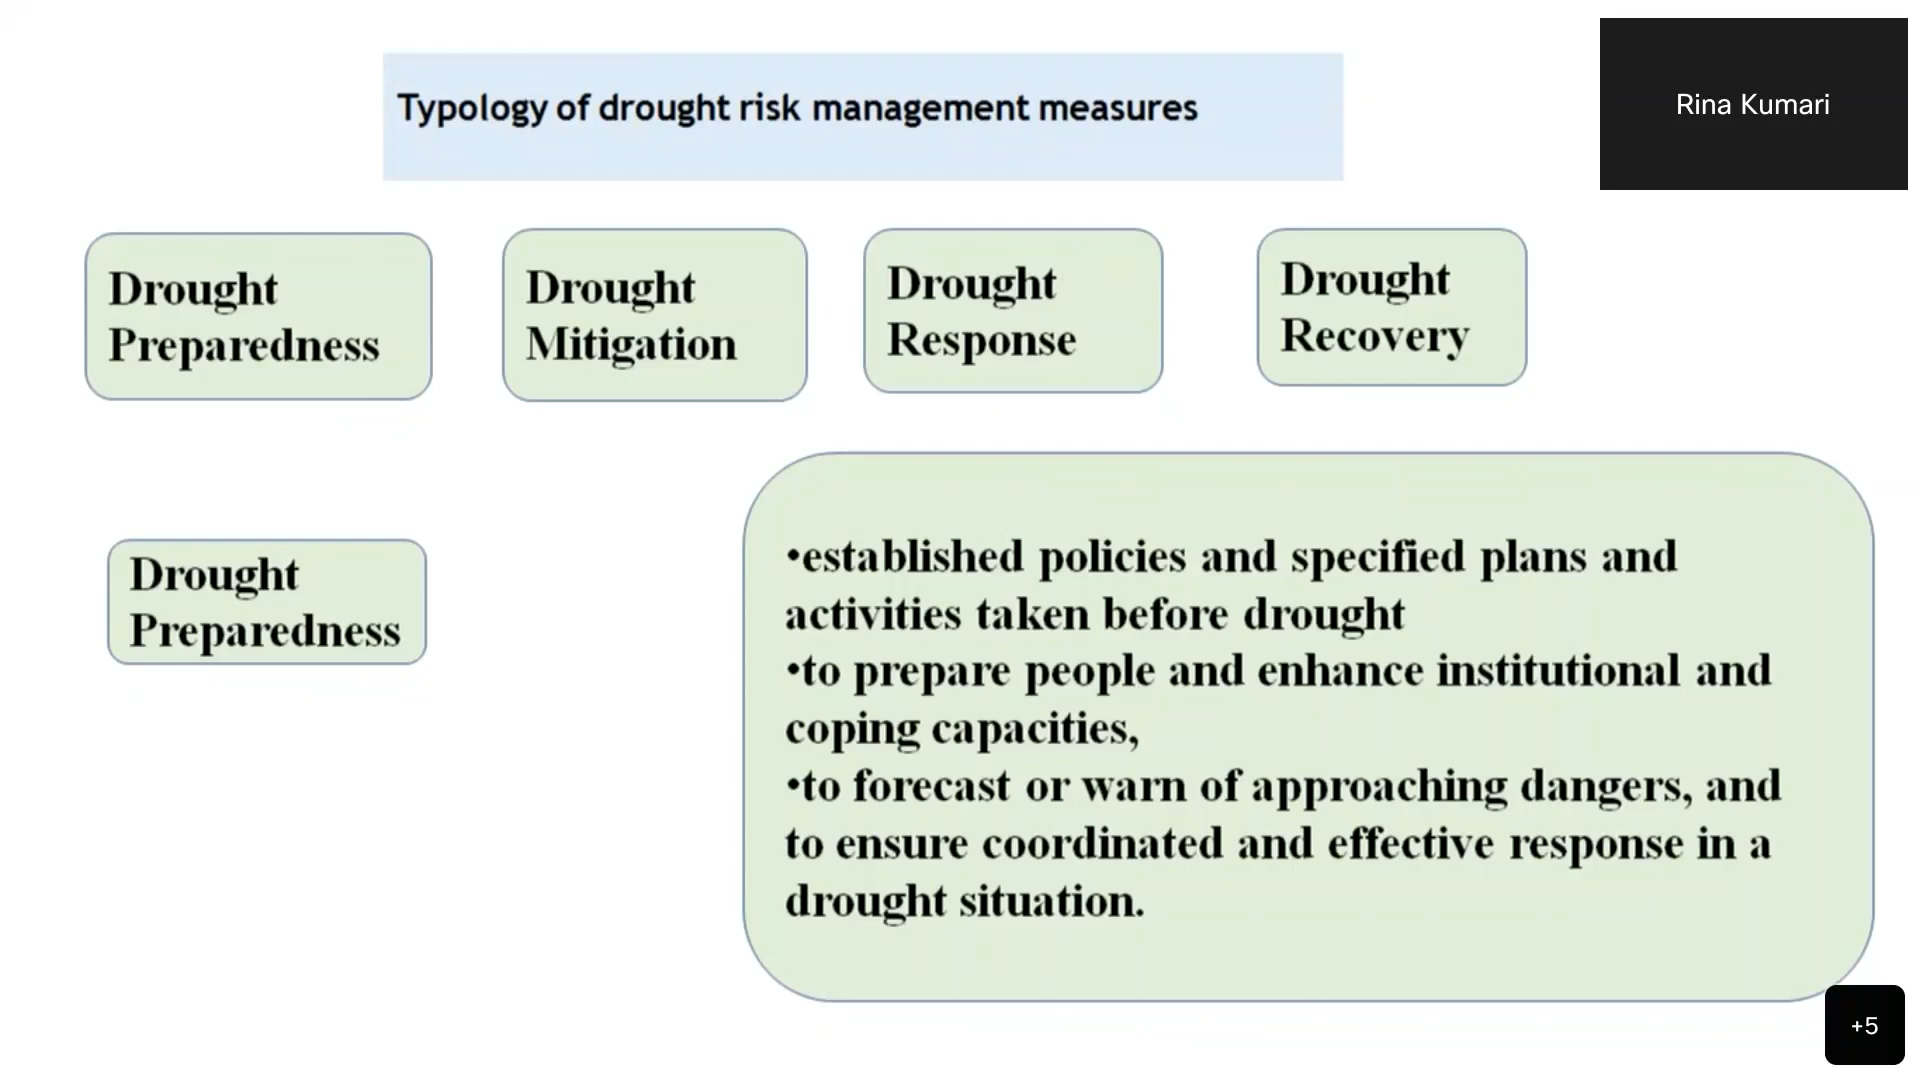 Typology of drought risk management measures
Rina Kumari
Drought
Preparedness
Drought
Mitigation
Drought
Response
Drought
Recovery
Drought
Preparedness
•established policies and specified plans and
activities taken before drought
•to prepare people and enhance institutional and
coping capacities,
•to forecast or warn of approaching dangers, and
to ensure coordinated and effective response in a
drought situation.
+5